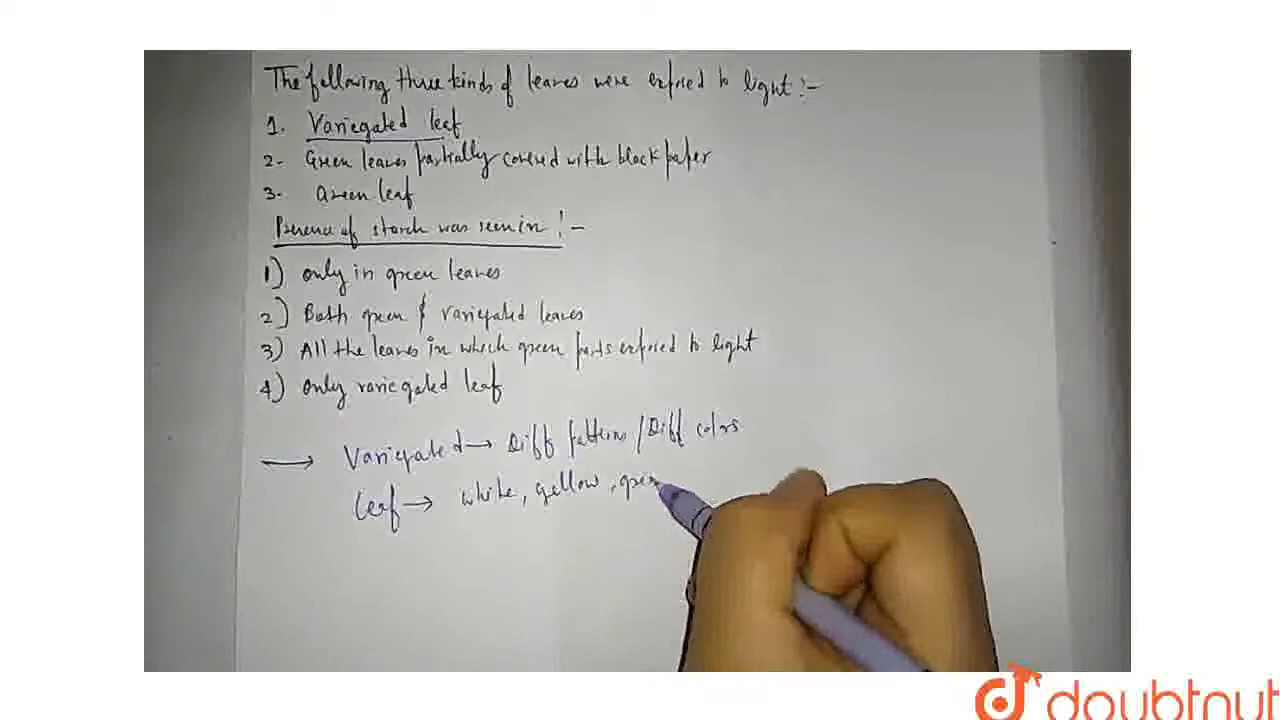 The following three kinds of leaves were exposed to light :-
1. Variegated leef
2- Green leaves partially covered with black paper
3- Green leaf
Presence of starch was seen in :-
1) only in green leaves
2) Both green & variegated leaves
3) All the leaves in which green parts exposed to light
4) Only variegated leaf
→ Variegated → Diff patterns / Diff colors
leaf → white, yellow, green
doubtnut